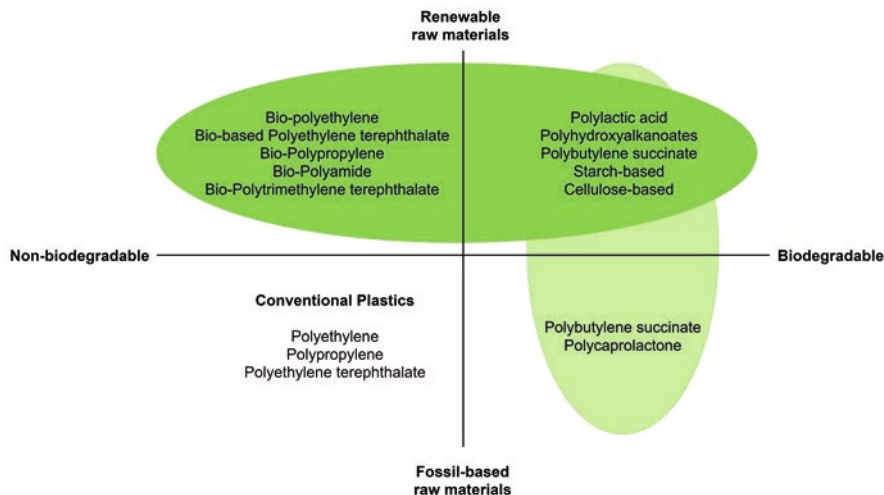 Renewable
raw materials
Bio-polyethylene
Bio-based Polyethylene terephthalate
Bio-Polypropylene
Bio-Polyamide
Bio-Polytrimethylene terephthalate
Polylactic acid
Polyhydroxyalkanoates
Polybutylene succinate
Starch-based
Cellulose-based
Non-biodegradable
Biodegradable
Conventional Plastics
Polyethylene
Polypropylene
Polyethylene terephthalate
Polybutylene succinate
Polycaprolactone
Fossil-based
raw materials